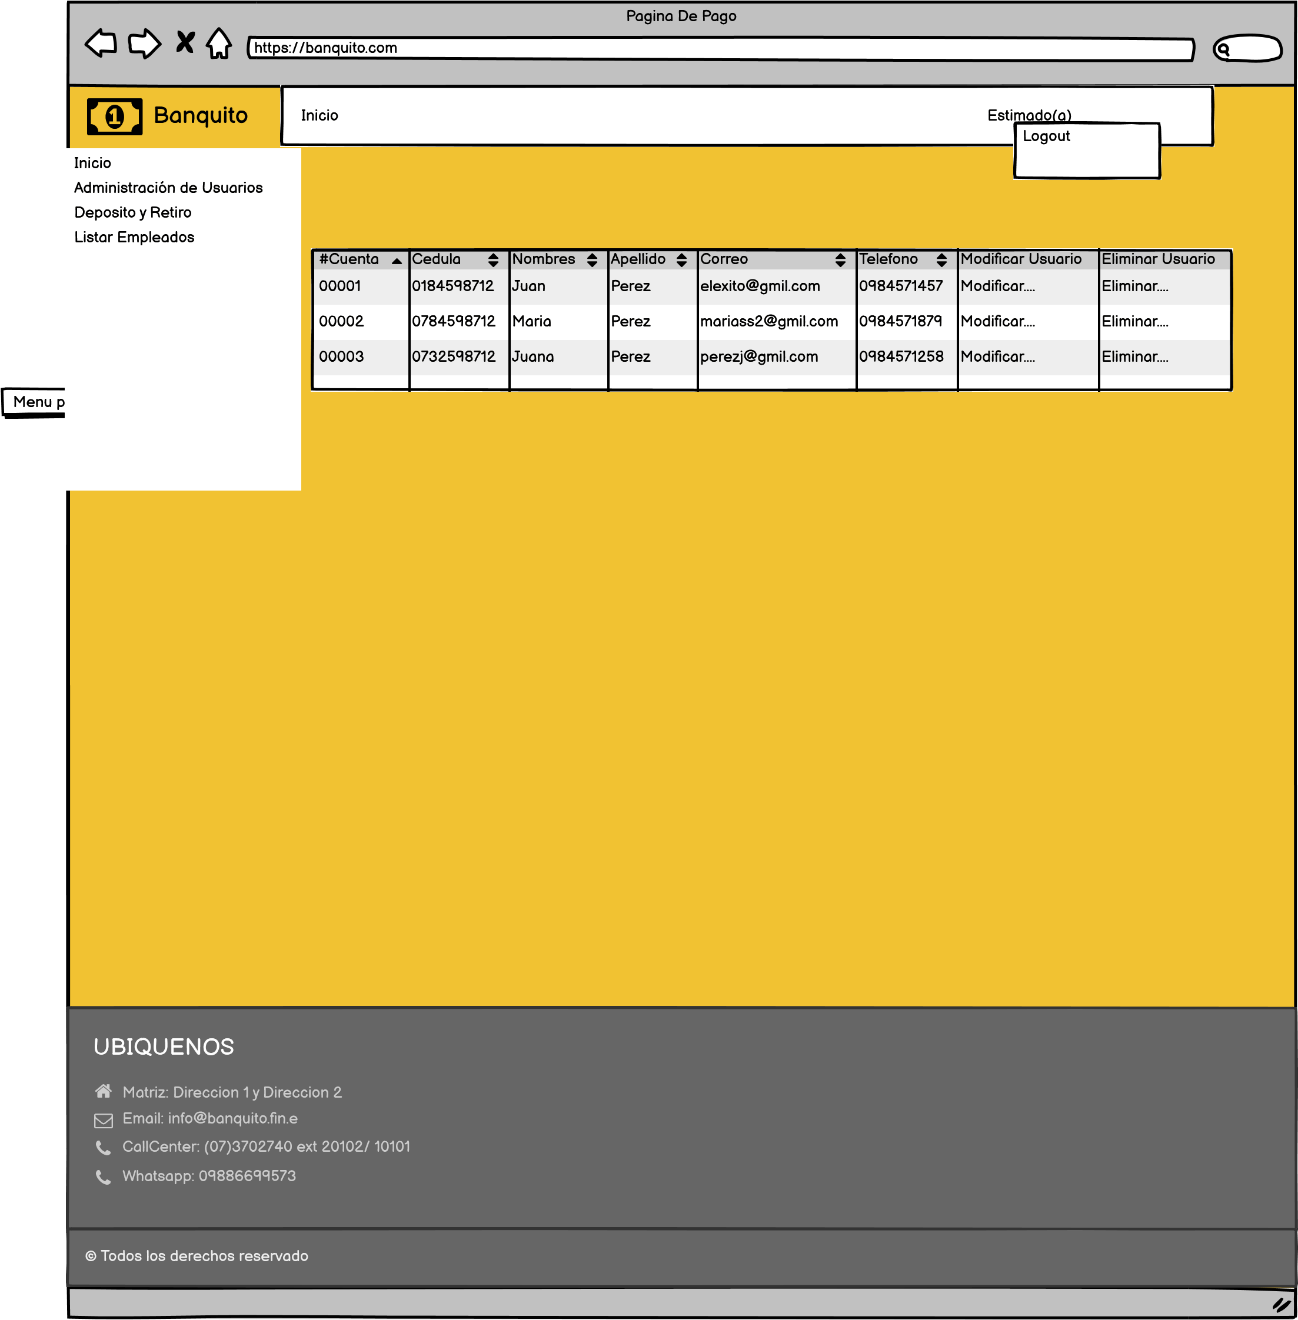 Pagina De Pago
https://banquito.com
Banquito
Inicio
Estimado(a)
Logout
Inicio
Administración de Usuarios
Deposito y Retiro
Listar Empleados
Menu p
#Cuenta Cedula Nombres Apellido Correo Telefono Modificar Usuario Eliminar Usuario
00001 0184598712 Juan Perez elexito@gmil.com 0984571457 Modificar.... Eliminar....
00002 0784598712 Maria Perez mariass2@gmil.com 0984571879 Modificar.... Eliminar....
00003 0732598712 Juana Perez perezj@gmil.com 0984571258 Modificar.... Eliminar....
UBIQUENOS
Matriz: Direccion 1 y Direccion 2
Email: info@banquito.fin.e
CallCenter: (07)3702740 ext 20102/ 10101
Whatsapp: 09886699573
© Todos los derechos reservado